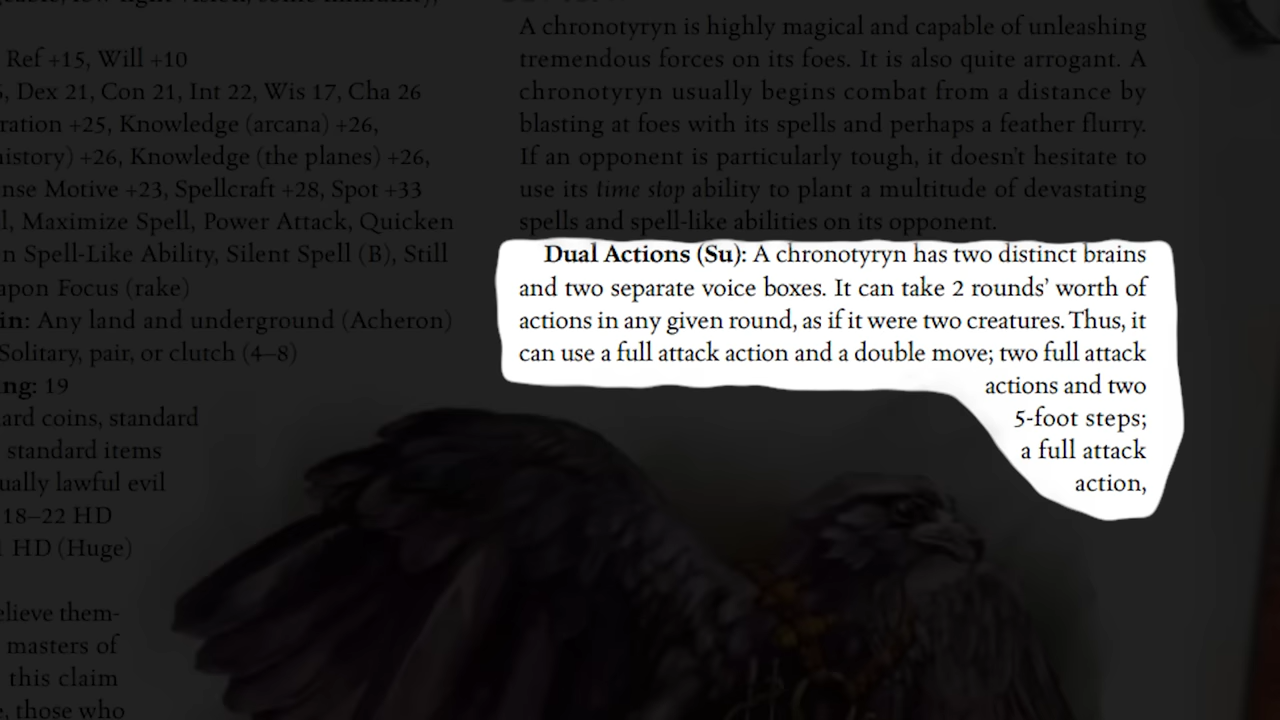 Ref +15, Will +10
Dex 21, Con 21, Int 22, Wis 17, Cha 26
ration +25, Knowledge (arcana) +26,
istory) +26, Knowledge (the planes) +26,
nse Motive +23, Spellcraft +28, Spot +33
l, Maximize Spell, Power Attack, Quicken
n Spell-Like Ability, Silent Spell (B), Still
apon Focus (rake)
in: Any land and underground (Acheron)
Solitary, pair, or clutch (4–8)
ng: 19
ard coins, standard
standard items
ually lawful evil
18–22 HD
HD (Huge)
elieve them-
masters of
this claim
those who
A chronotyryn is highly magical and capable of unleashing
tremendous forces on its foes. It is also quite arrogant. A
chronotyryn usually begins combat from a distance by
blasting at foes with its spells and perhaps a feather flurry.
If an opponent is particularly tough, it doesn't hesitate to
use its time stop ability to plant a multitude of devastating
spells and spell-like abilities on its opponent.
Dual Actions (Su): A chronotyryn has two distinct brains
and two separate voice boxes. It can take 2 rounds' worth of
actions in any given round, as if it were two creatures. Thus, it
can use a full attack action and a double move; two full attack
actions and two
5-foot steps;
a full attack
action,